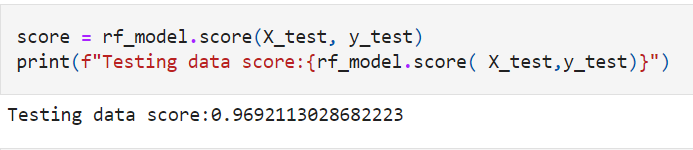 score = rf_model.score(X_test, y_test)
print(f"Testing data score:{rf_model.score( X_test,y_test)}")
Testing data score:0.9692113028682223